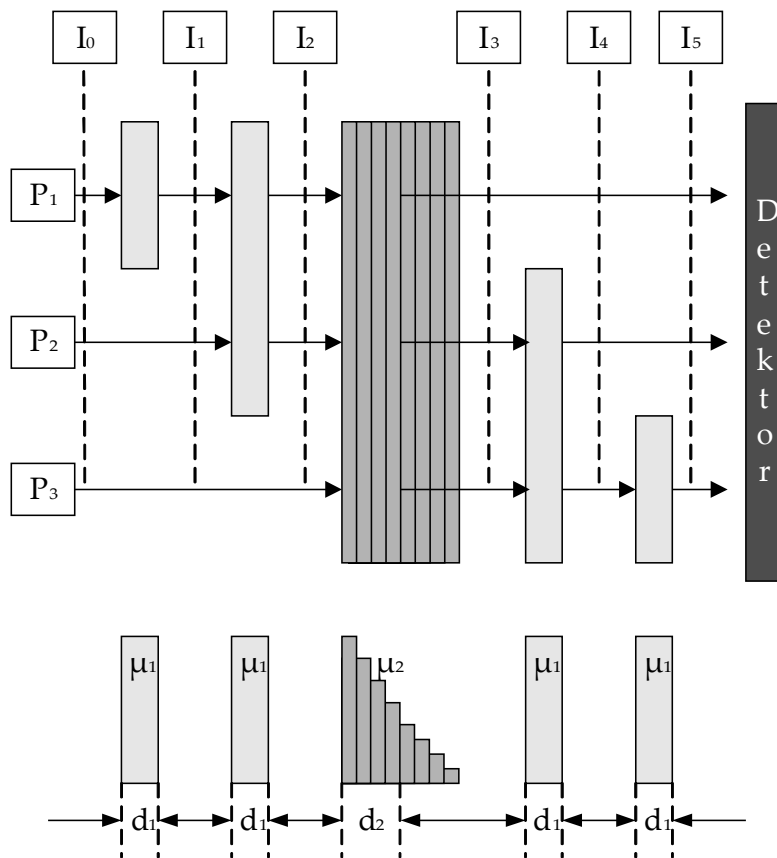 I₀ I₁ I₂ I₃ I₄ I₅
P₁
P₂
P₃
Detektor
μ₁ μ₁ μ₂ μ₁ μ₁
d₁ d₁ d₂ d₁ d₁